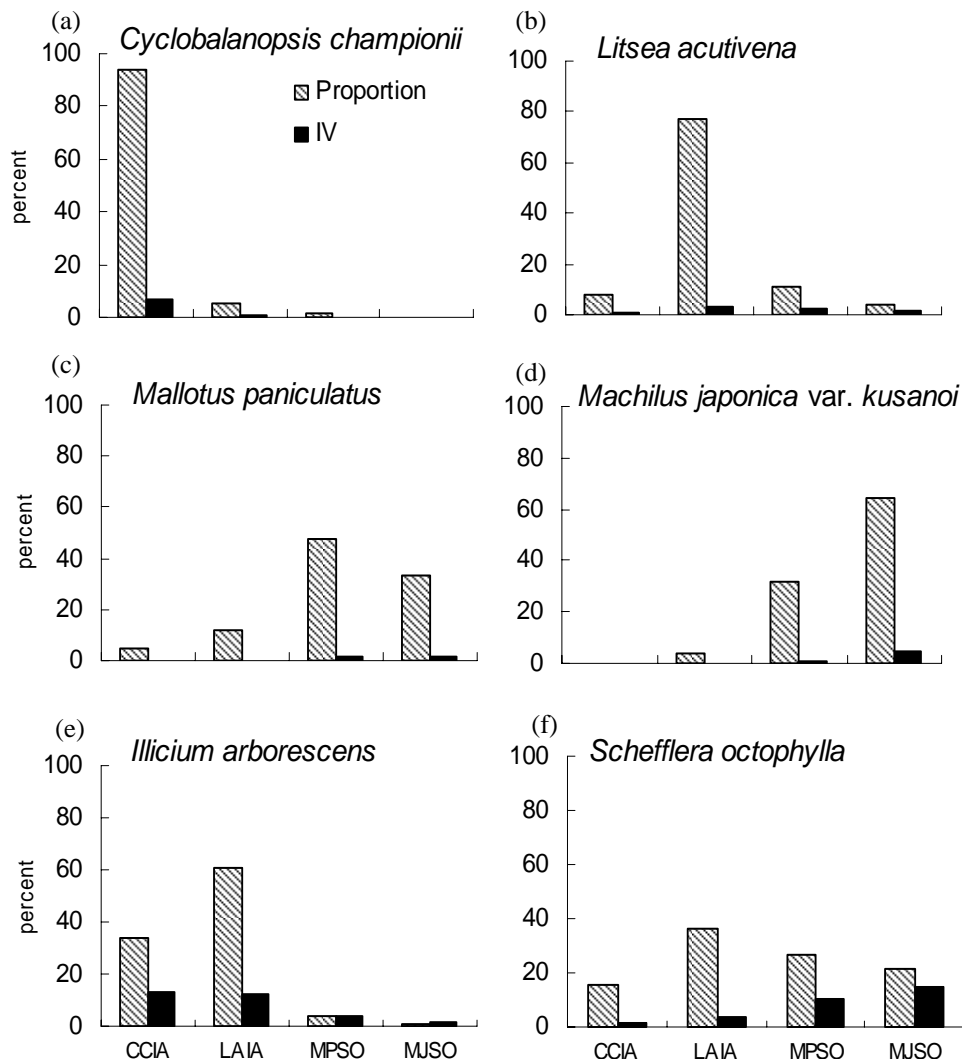 (a)
Cyclobalanopsis championii
100
80
60
40
20
0
percent
Proportion
IV
(b)
Litsea acutivena
100
80
60
40
20
0
(c)
Mallotus paniculatus
100
80
60
40
20
0
percent
(d)
Machilus japonica var. kusanoi
100
80
60
40
20
0
(e)
Illicium arborescens
100
80
60
40
20
0
percent
CCIA LAIA MPSO MJSO
(f)
Schefflera octophylla
100
80
60
40
20
0
CCIA LAIA MPSO MJSO